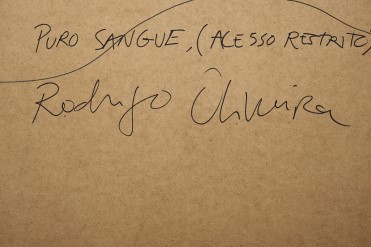 PURO SANGUE, (ACESSO RESTRITO)
Rodrigo Oliveira